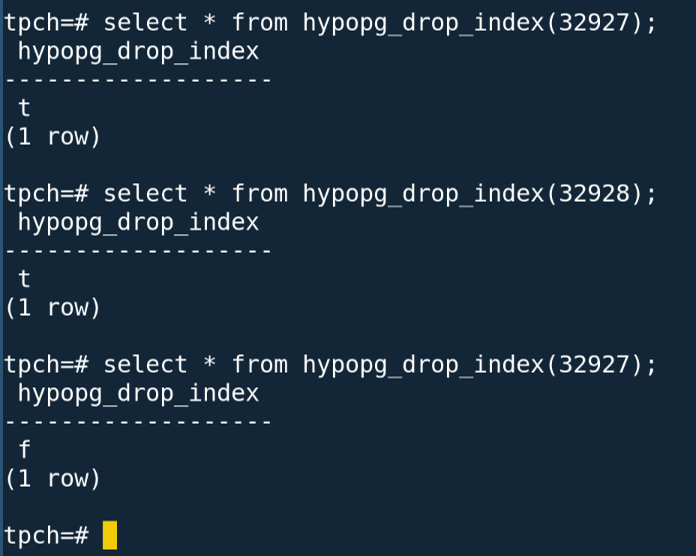 tpch=# select * from hypopg_drop_index(32927);
 hypopg_drop_index
-------------------
 t
(1 row)

tpch=# select * from hypopg_drop_index(32928);
 hypopg_drop_index
-------------------
 t
(1 row)

tpch=# select * from hypopg_drop_index(32927);
 hypopg_drop_index
-------------------
 f
(1 row)

tpch=#